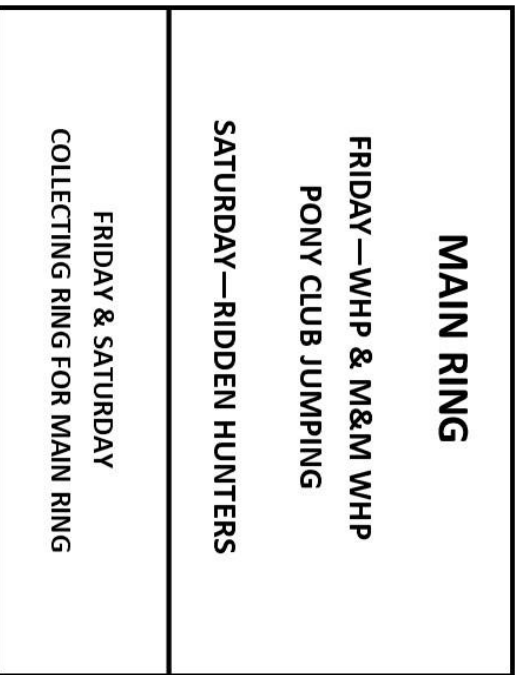 MAIN RING
FRIDAY—WHP & M&M WHP
PONY CLUB JUMPING
SATURDAY—RIDDEN HUNTERS
FRIDAY & SATURDAY
COLLECTING RING FOR MAIN RING